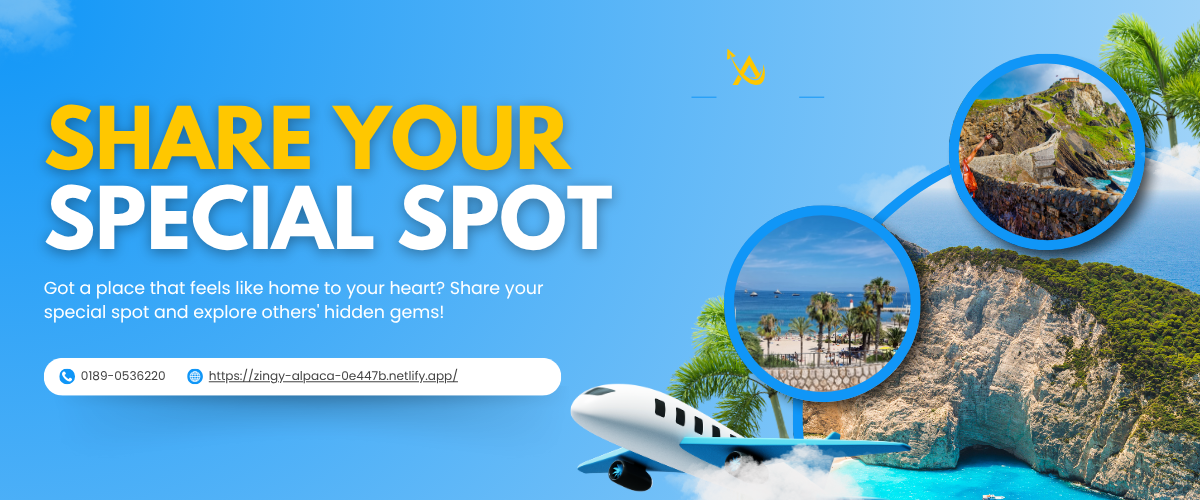 SHARE YOUR
SPECIAL SPOT
Got a place that feels like home to your heart? Share your
special spot and explore others' hidden gems!
0189-0536220 https://zingy-alpaca-0e447b.netlify.app/